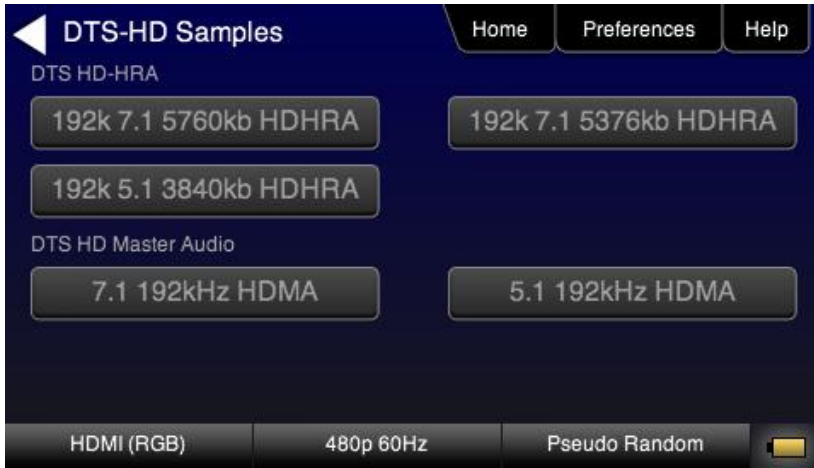 DTS-HD Samples
Home
Preferences
Help
DTS HD-HRA
192k 7.1 5760kb HDHRA
192k 7.1 5376kb HDHRA
192k 5.1 3840kb HDHRA
DTS HD Master Audio
7.1 192kHz HDMA
5.1 192kHz HDMA
HDMI (RGB)
480p 60Hz
Pseudo Random